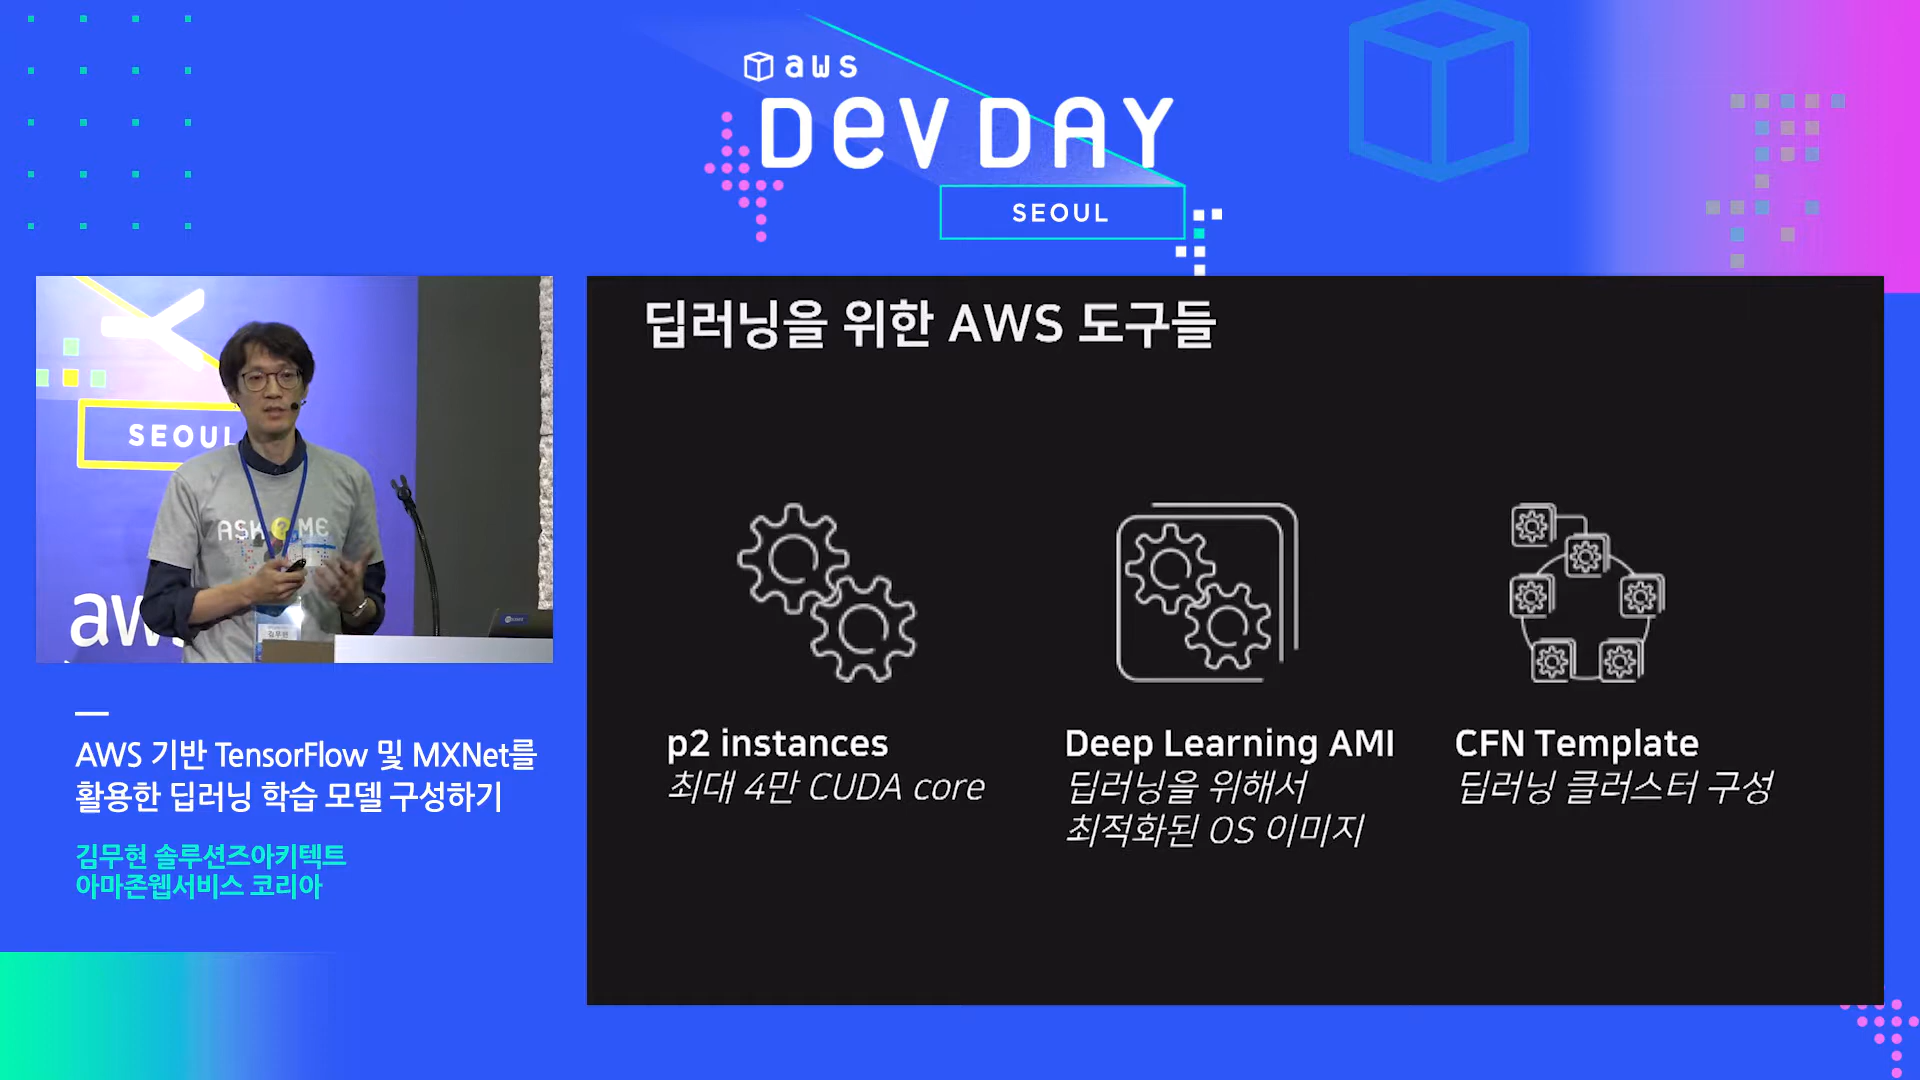 aws
DEV DAY
SEOUL
SEOUL
ASK ME
aws
김무현
딥러닝을 위한 AWS 도구들
p2 instances
최대 4만 CUDA core
Deep Learning AMI
딥러닝을 위해서
최적화된 OS 이미지
CFN Template
딥러닝 클러스터 구성
AWS 기반 TensorFlow 및 MXNet를
활용한 딥러닝 학습 모델 구성하기
김무현 솔루션즈아키텍트
아마존웹서비스 코리아